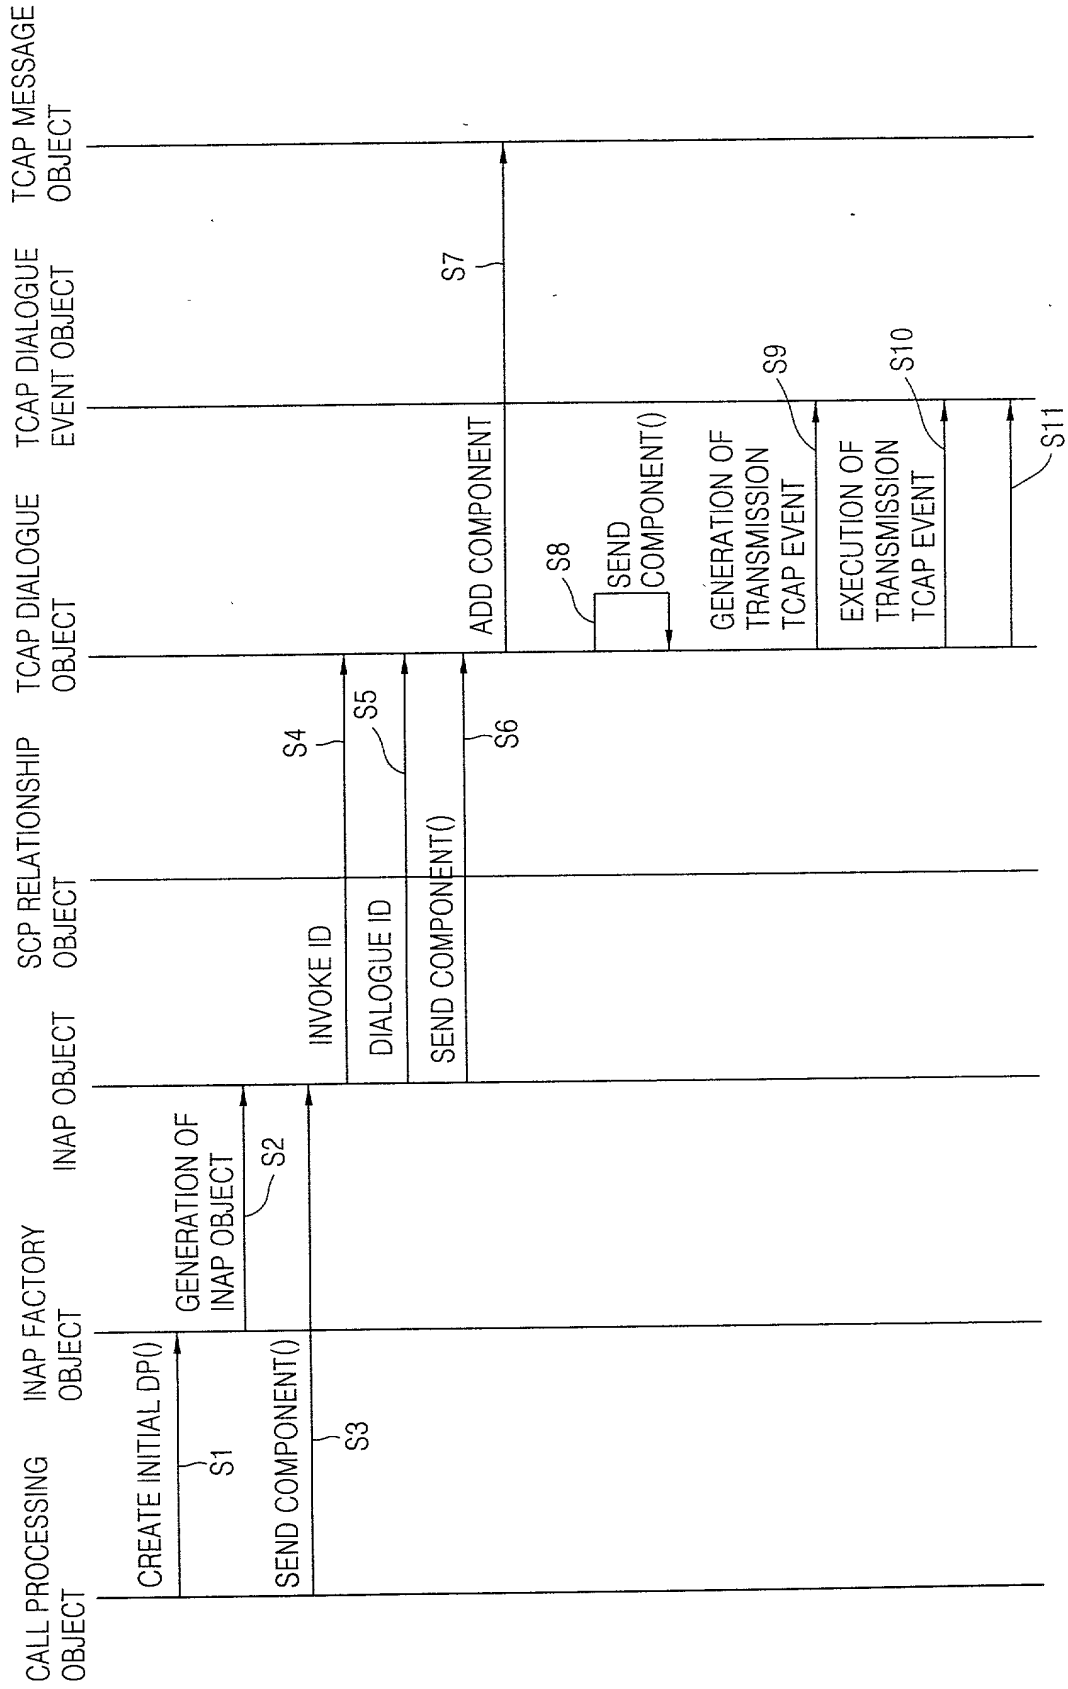 CALL PROCESSING
OBJECT
INAP FACTORY
OBJECT
INAP OBJECT
SCP RELATIONSHIP
OBJECT
TCAP DIALOGUE
OBJECT
TCAP DIALOGUE
EVENT OBJECT
TCAP MESSAGE
OBJECT
CREATE INITIAL DP()
S1
GENERATION OF
INAP OBJECT
S2
SEND COMPONENT()
S3
INVOKE ID
S4
DIALOGUE ID
S5
SEND COMPONENT()
S6
ADD COMPONENT
S7
S8
SEND
COMPONENT()
GENERATION OF
TRANSMISSION
TCAP EVENT
S9
EXECUTION OF
TRANSMISSION
TCAP EVENT
S10
S11